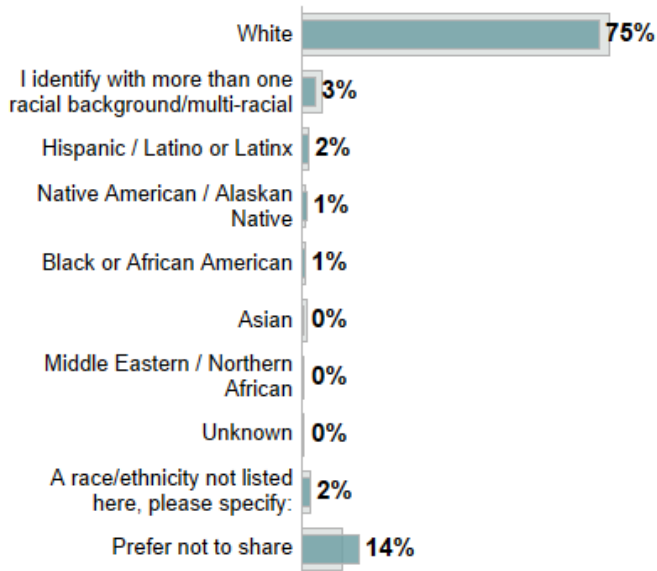 White 75%
I identify with more than one
racial background/multi-racial 3%
Hispanic / Latino or Latinx 2%
Native American / Alaskan
Native 1%
Black or African American 1%
Asian 0%
Middle Eastern / Northern
African 0%
Unknown 0%
A race/ethnicity not listed
here, please specify: 2%
Prefer not to share 14%